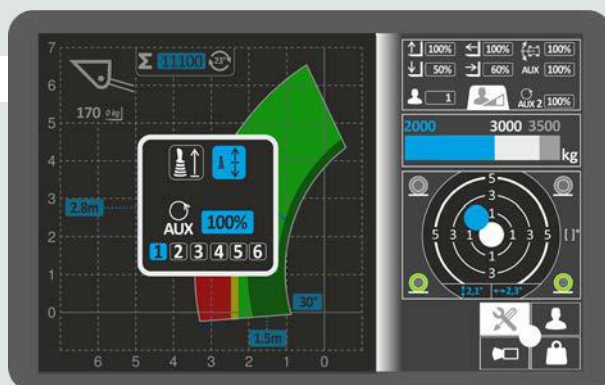 7
Σ 11100 23°
6
5
170 0 kg
4
3
2.8m
2
AUX 100%
1 2 3 4 5 6
1
30°
0
1.5m
6 5 4 3 2 1 0
100% 100% 100%
50% 60% AUX 100%
1 AUX 2 100%
2000 3000 3500
kg
5
3
1
5 3 1 1 3 5 [ ]°
1
3
2,1° 2,3°